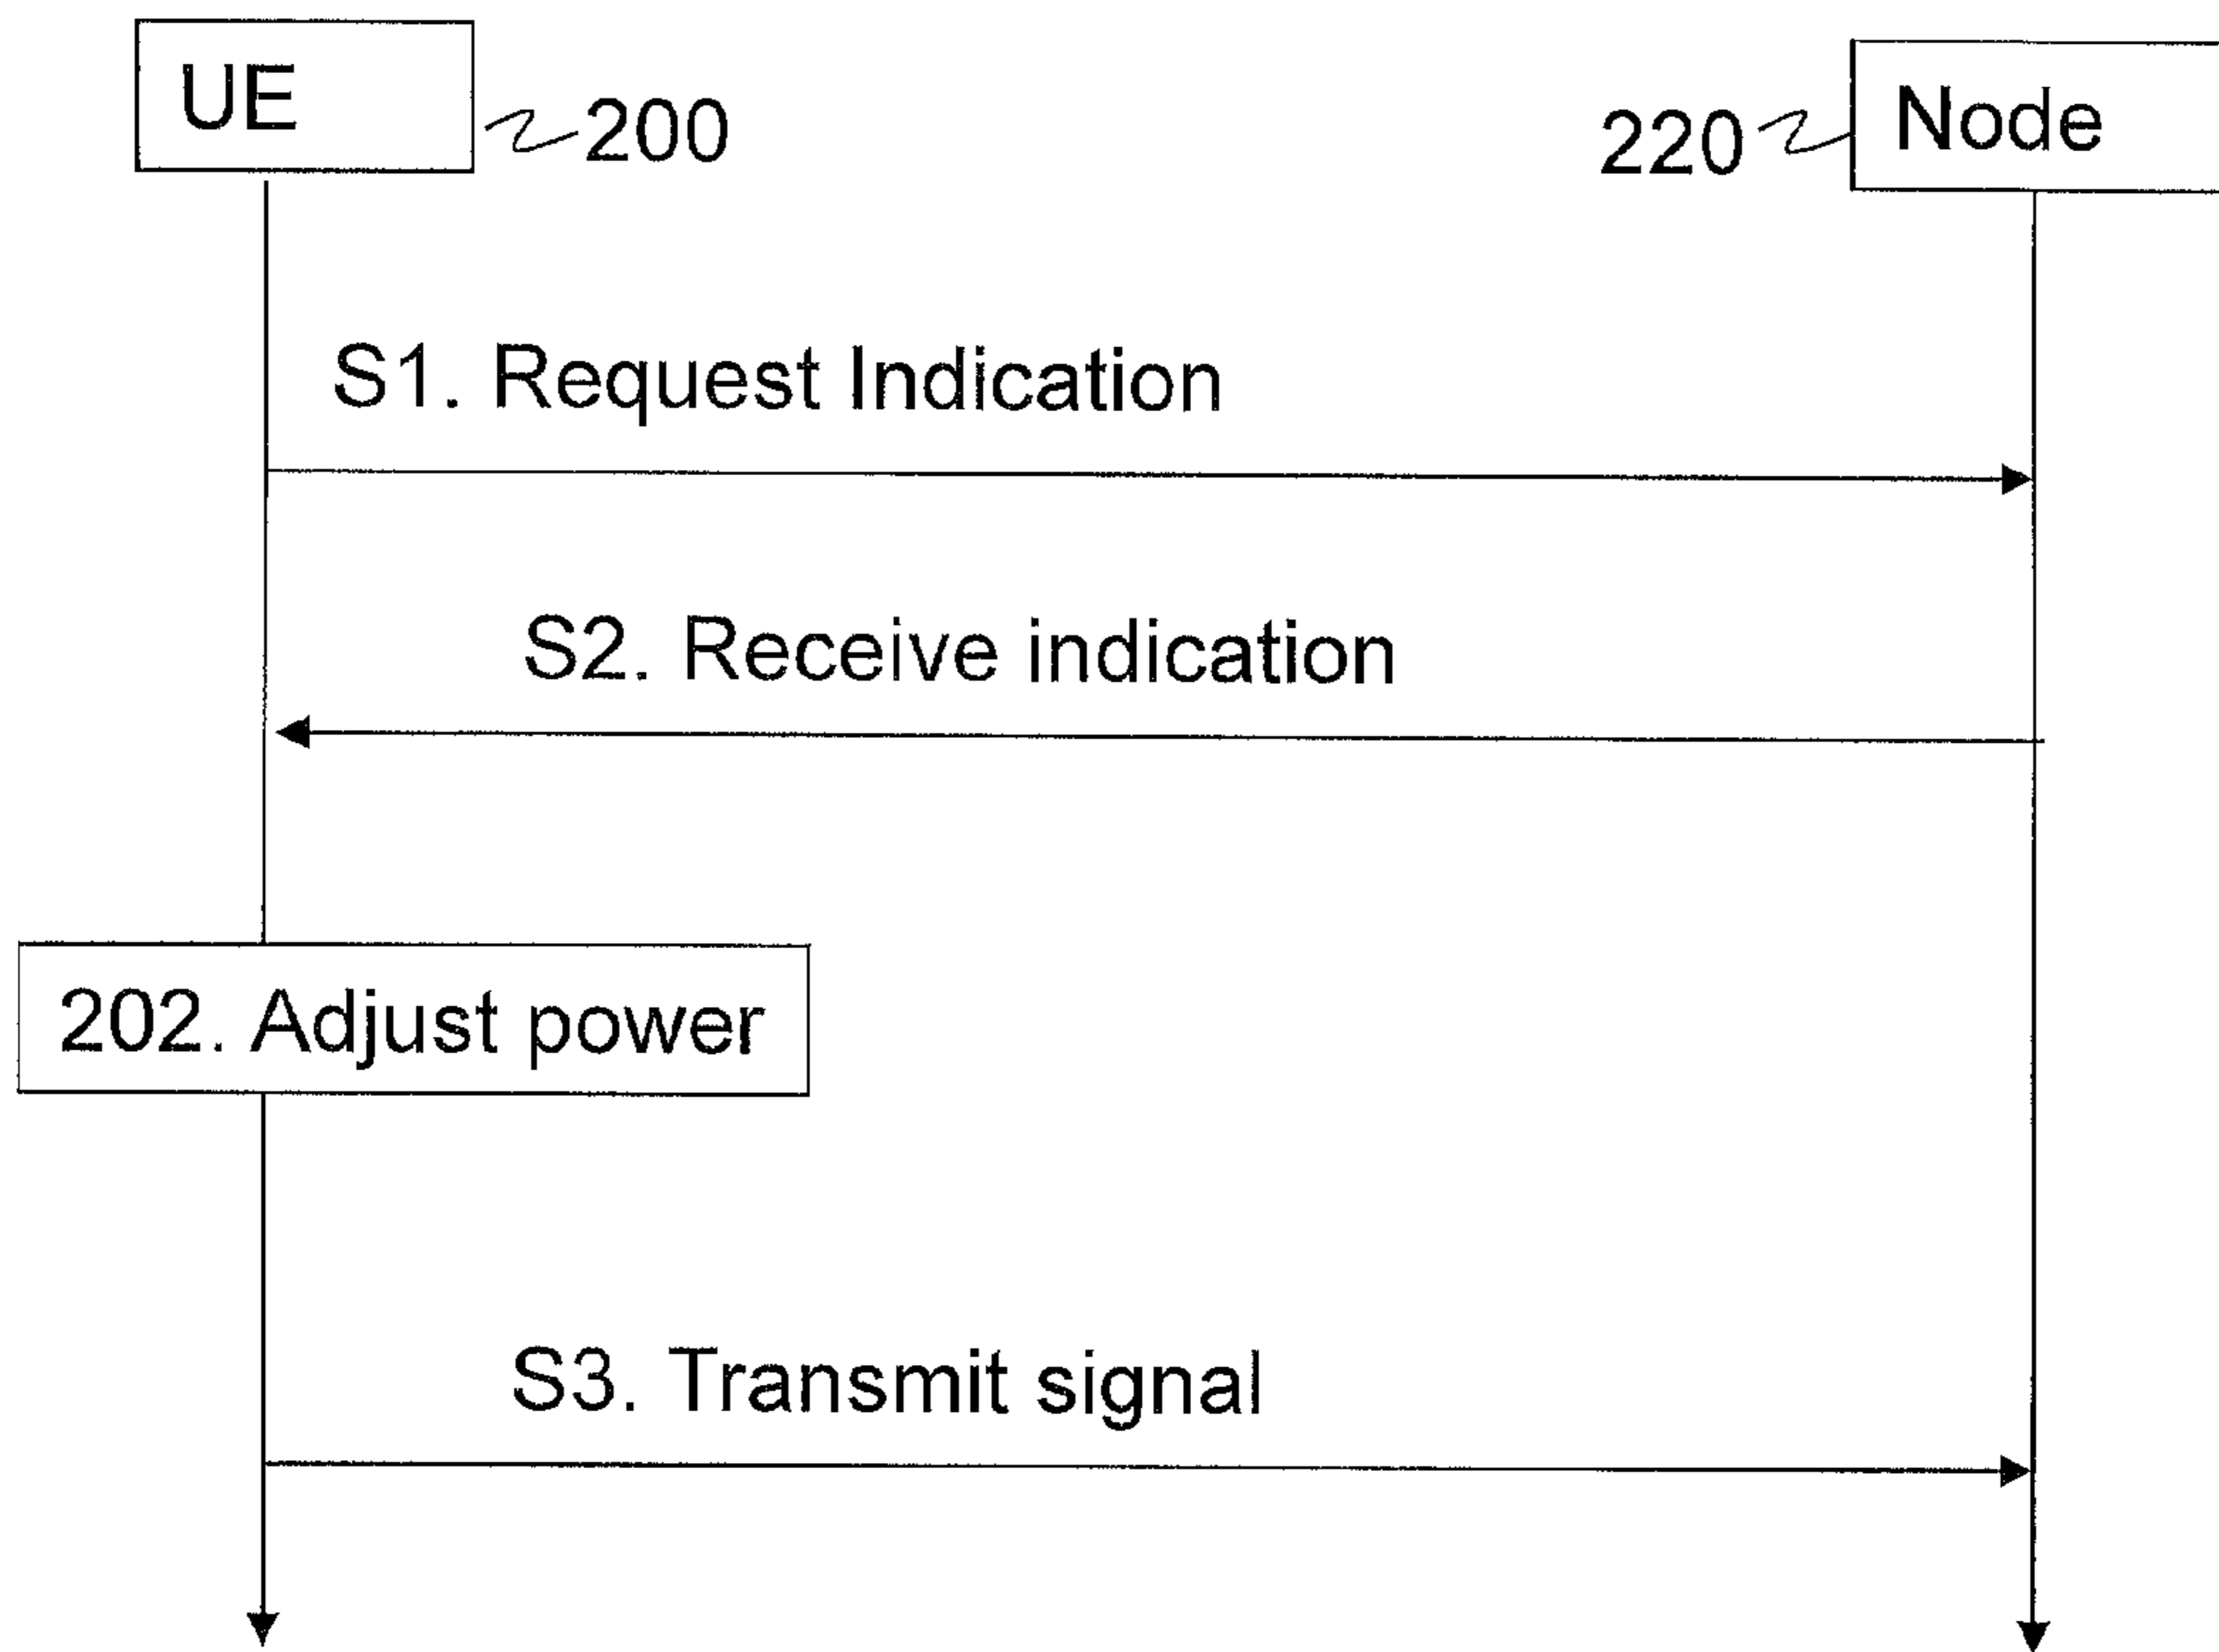 UE
200
220
Node
S1. Request Indication
S2. Receive indication
202. Adjust power
S3. Transmit signal